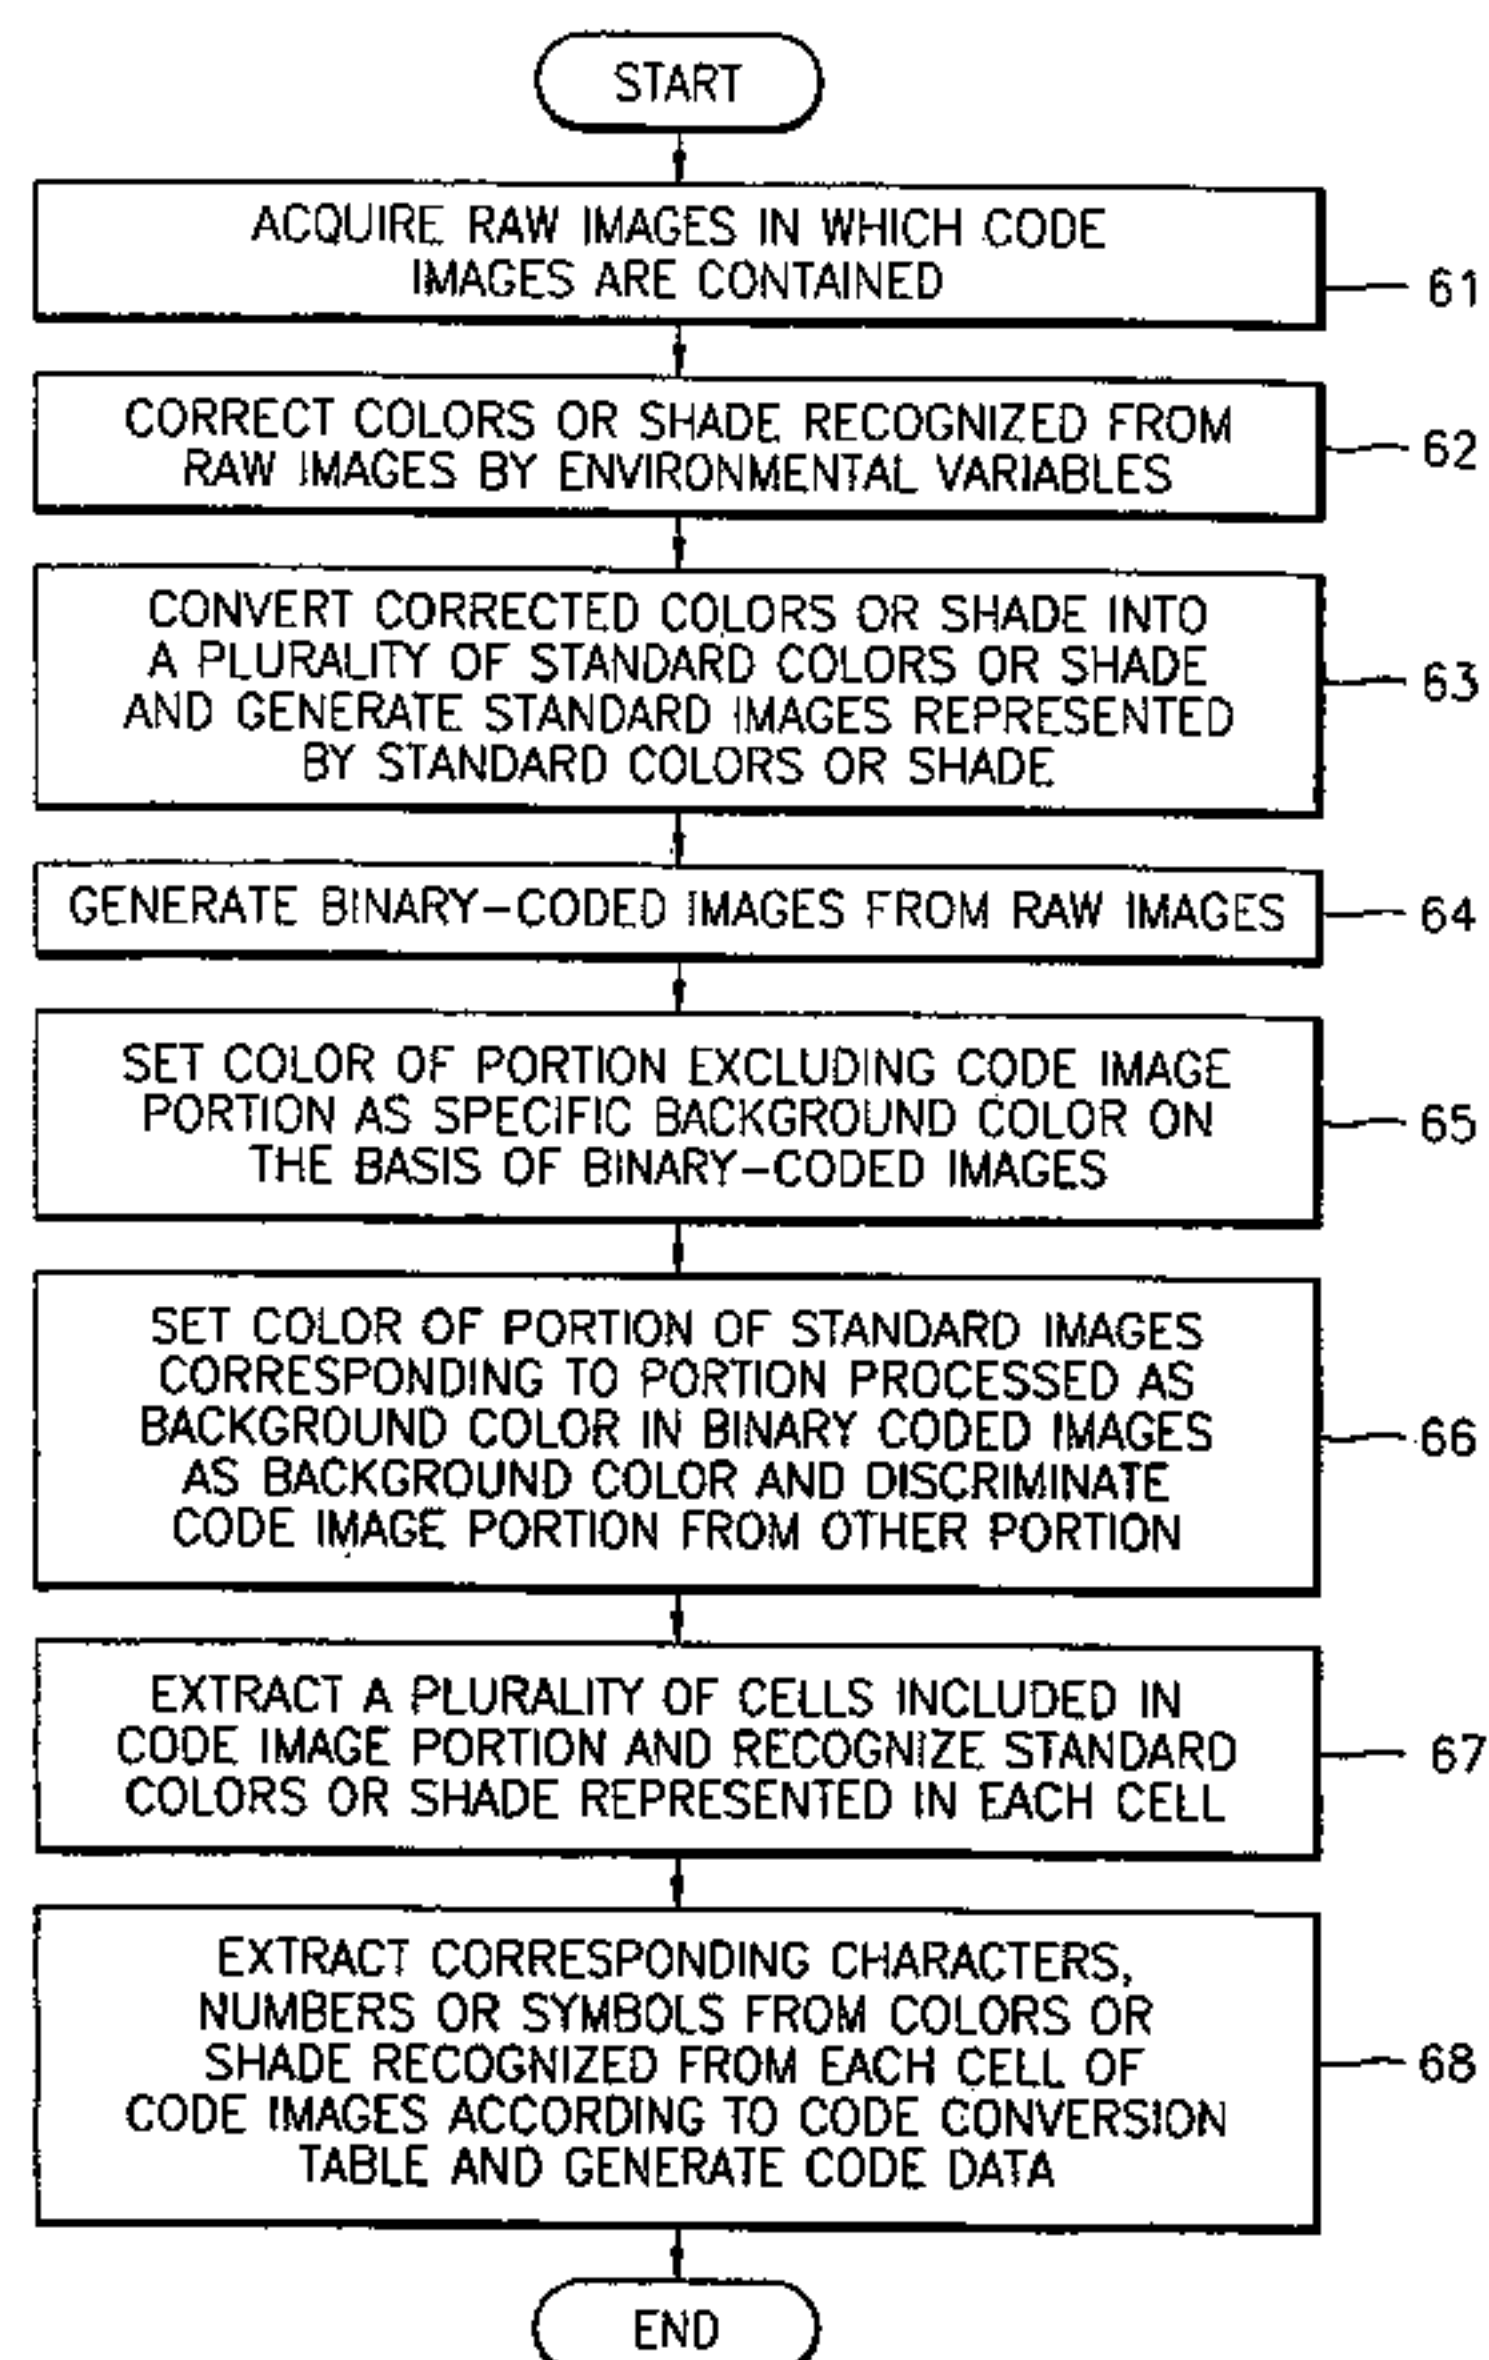 START
ACQUIRE RAW IMAGES IN WHICH CODE
IMAGES ARE CONTAINED
61
CORRECT COLORS OR SHADE RECOGNIZED FROM
RAW IMAGES BY ENVIRONMENTAL VARIABLES
62
CONVERT CORRECTED COLORS OR SHADE INTO
A PLURALITY OF STANDARD COLORS OR SHADE
AND GENERATE STANDARD IMAGES REPRESENTED
BY STANDARD COLORS OR SHADE
63
GENERATE BINARY-CODED IMAGES FROM RAW IMAGES
64
SET COLOR OF PORTION EXCLUDING CODE IMAGE
PORTION AS SPECIFIC BACKGROUND COLOR ON
THE BASIS OF BINARY-CODED IMAGES
65
SET COLOR OF PORTION OF STANDARD IMAGES
CORRESPONDING TO PORTION PROCESSED AS
BACKGROUND COLOR IN BINARY CODED IMAGES
AS BACKGROUND COLOR AND DISCRIMINATE
CODE IMAGE PORTION FROM OTHER PORTION
66
EXTRACT A PLURALITY OF CELLS INCLUDED IN
CODE IMAGE PORTION AND RECOGNIZE STANDARD
COLORS OR SHADE REPRESENTED IN EACH CELL
67
EXTRACT CORRESPONDING CHARACTERS,
NUMBERS OR SYMBOLS FROM COLORS OR
SHADE RECOGNIZED FROM EACH CELL OF
CODE IMAGES ACCORDING TO CODE CONVERSION
TABLE AND GENERATE CODE DATA
68
END